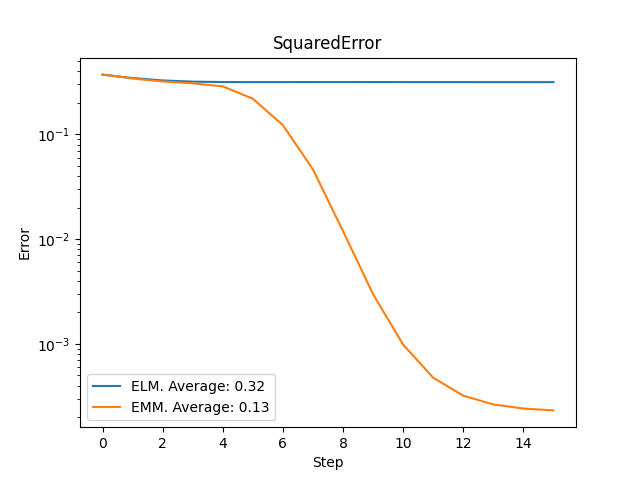 SquaredError
Error
10⁻¹
10⁻²
10⁻³
ELM. Average: 0.32
EMM. Average: 0.13
0 2 4 6 8 10 12 14
Step